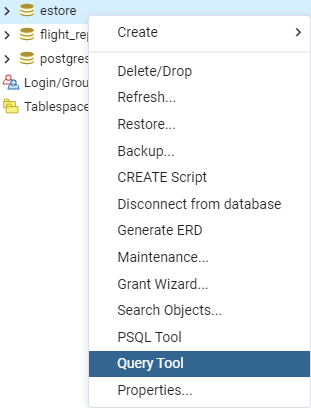 estore
Create
flight_rep
postgres
Delete/Drop
Login/Grou
Refresh...
Tablespace
Restore...
Backup...
CREATE Script
Disconnect from database
Generate ERD
Maintenance...
Grant Wizard...
Search Objects...
PSQL Tool
Query Tool
Properties...